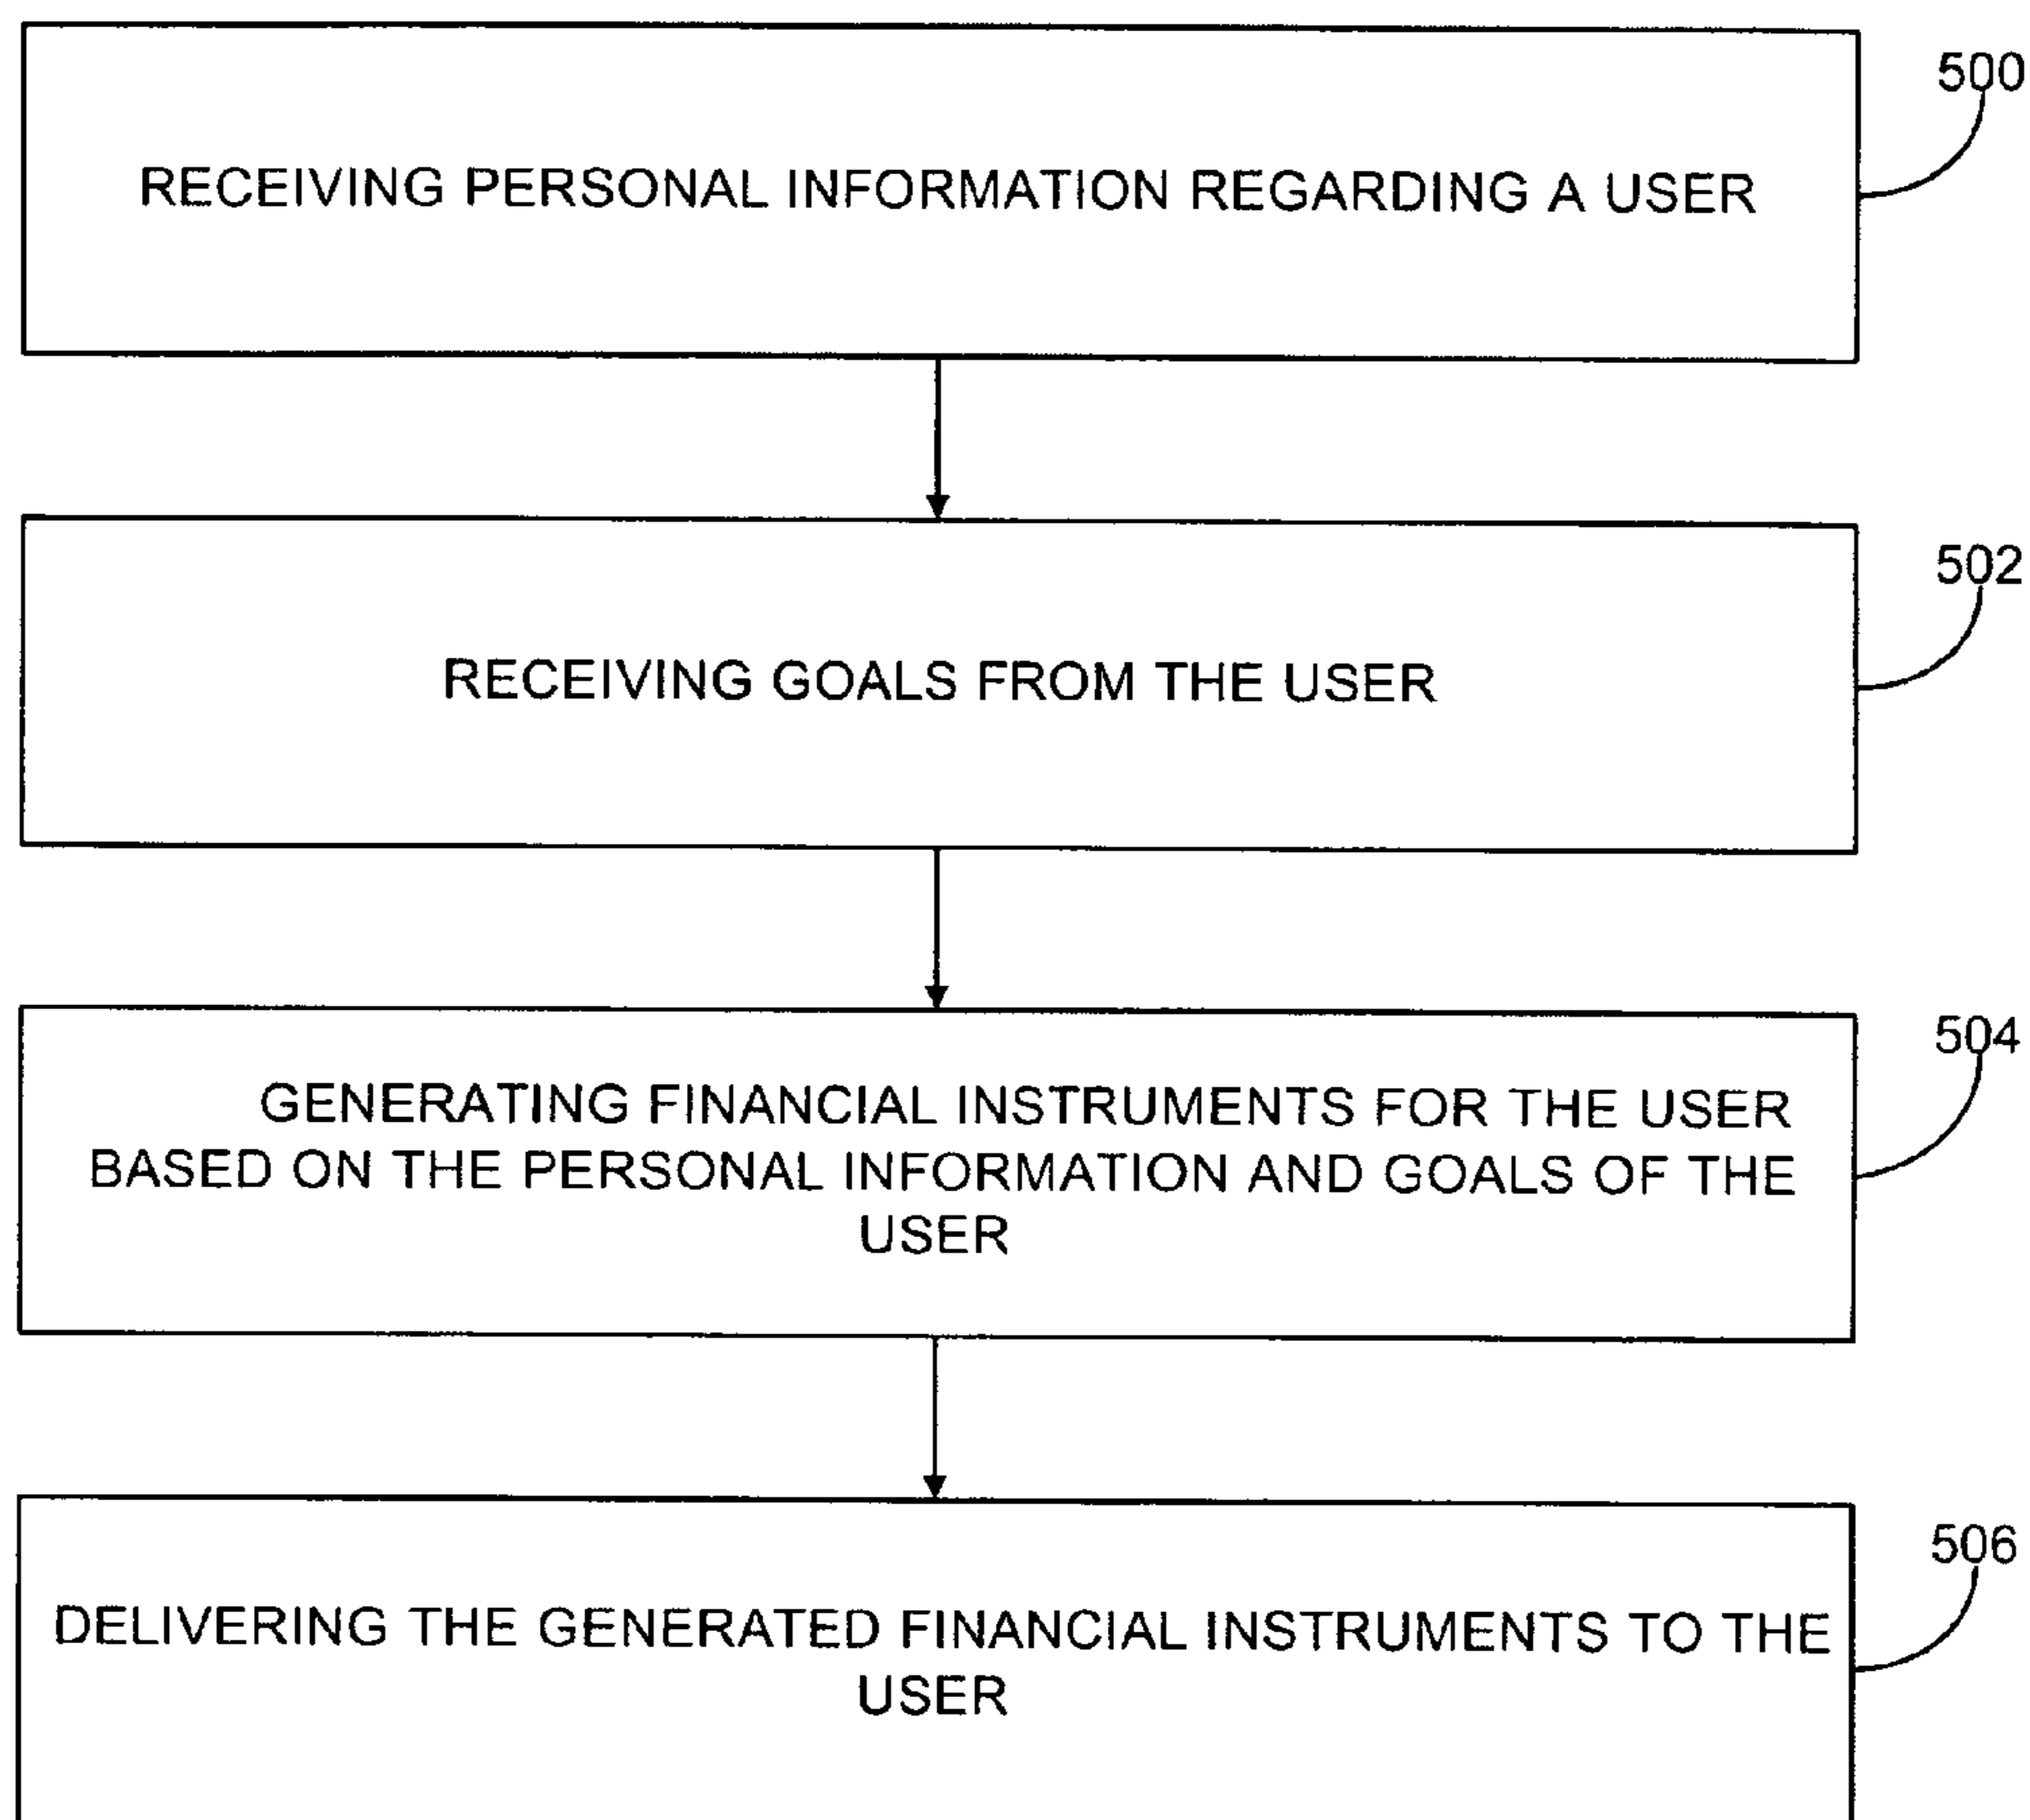 500
RECEIVING PERSONAL INFORMATION REGARDING A USER
502
RECEIVING GOALS FROM THE USER
504
GENERATING FINANCIAL INSTRUMENTS FOR THE USER
BASED ON THE PERSONAL INFORMATION AND GOALS OF THE
USER
506
DELIVERING THE GENERATED FINANCIAL INSTRUMENTS TO THE
USER